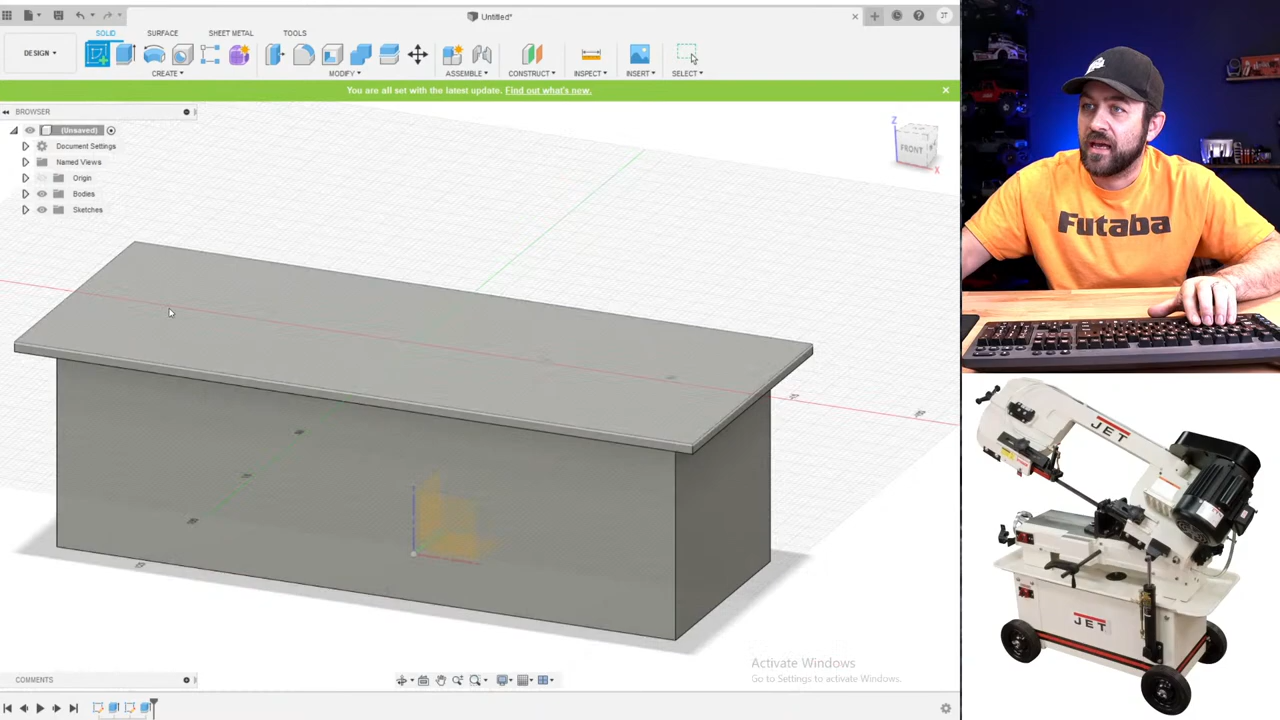 Untitled*
JT
SOLID
SURFACE
SHEET METAL
TOOLS
DESIGN
CREATE
MODIFY
ASSEMBLE
CONSTRUCT
INSPECT
INSERT
SELECT
You are all set with the latest update. Find out what's new.
BROWSER
(Unsaved)
Document Settings
Named Views
Origin
Bodies
Sketches
Z
FRONT
X
Futaba
JET
JET
Activate Windows
Go to Settings to activate Windows.
COMMENTS